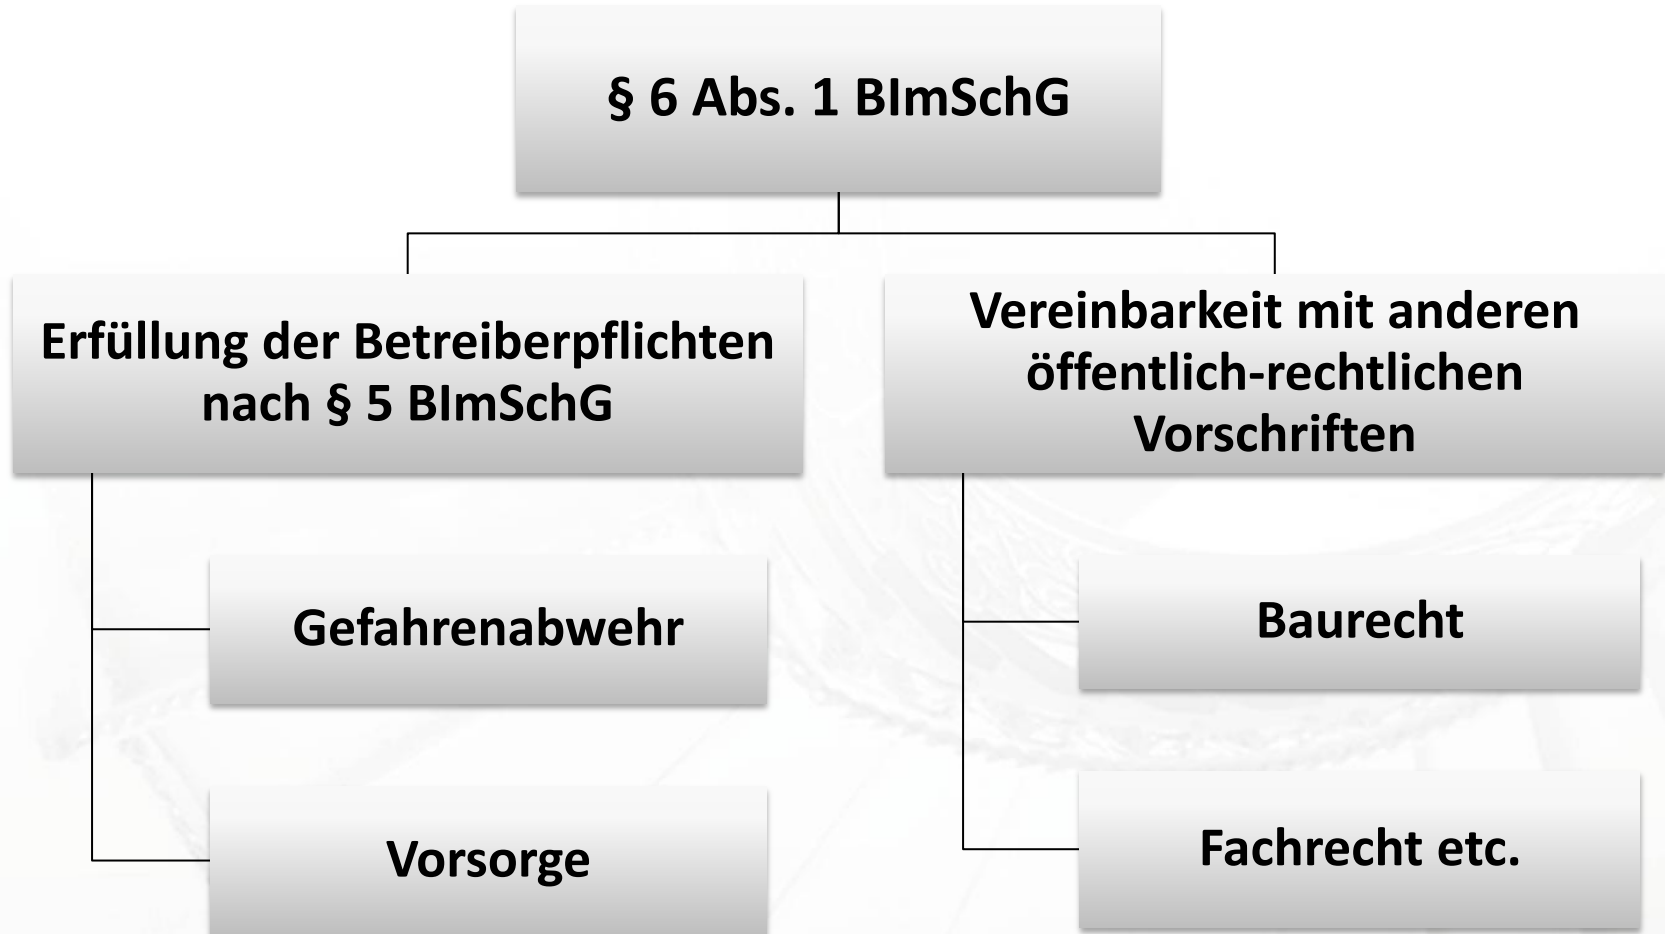 § 6 Abs. 1 BImSchG
Erfüllung der Betreiberpflichten
nach § 5 BImSchG
Gefahrenabwehr
Vorsorge
Vereinbarkeit mit anderen
öffentlich-rechtlichen
Vorschriften
Baurecht
Fachrecht etc.